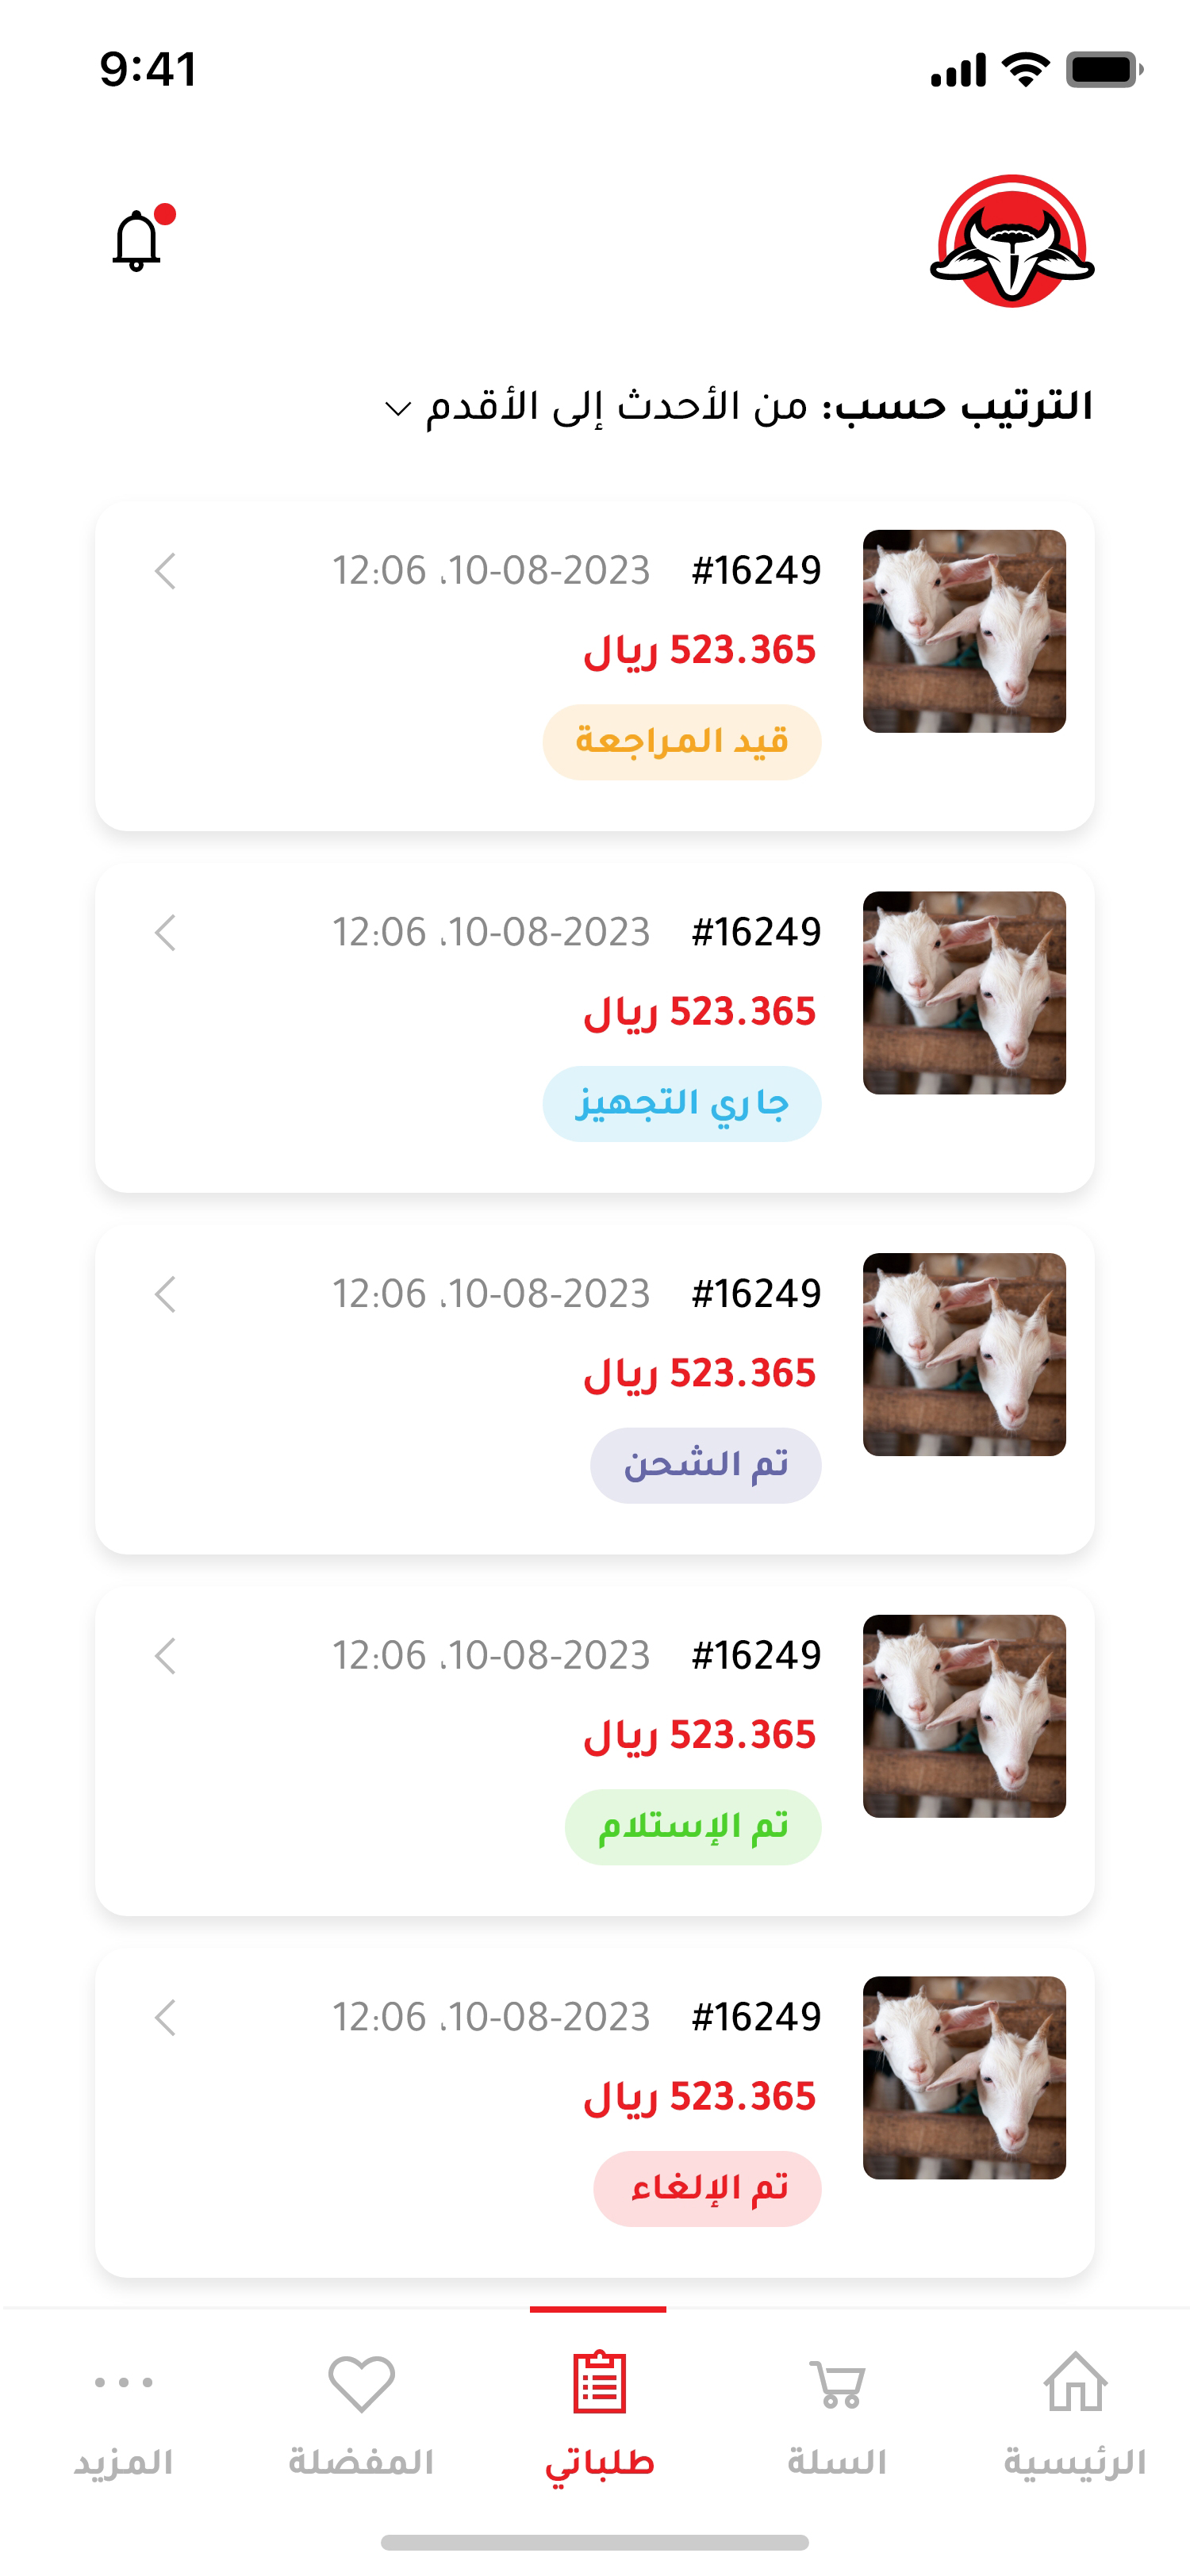 9:41
الترتيب حسب: من الأحدث إلى الأقدم
#16249 10-08-2023، 12:06
523.365 ريال
قيد المراجعة
#16249 10-08-2023، 12:06
523.365 ريال
جاري التجهيز
#16249 10-08-2023، 12:06
523.365 ريال
تم الشحن
#16249 10-08-2023، 12:06
523.365 ريال
تم الإستلام
#16249 10-08-2023، 12:06
523.365 ريال
تم الإلغاء
الرئيسية السلة طلباتي المفضلة المزيد